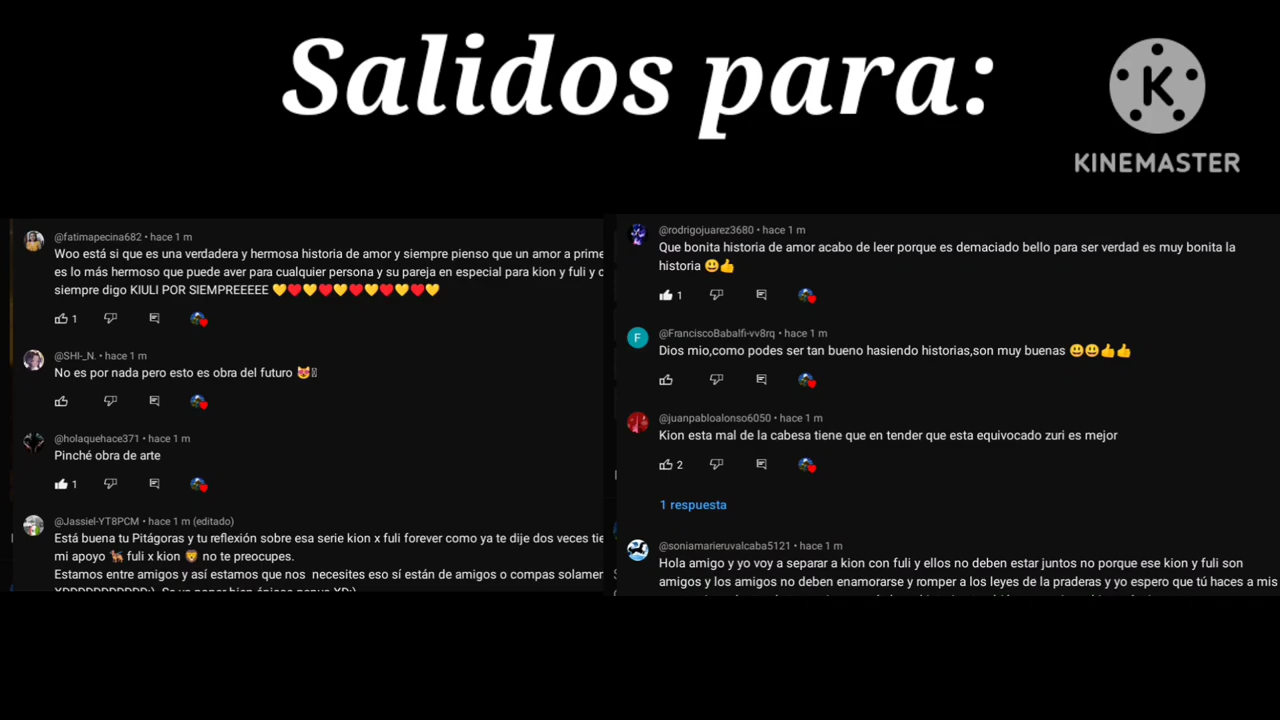 Salidos para:
K
KINEMASTER
@fatimapecina682 • hace 1 m
Woo está si que es una verdadera y hermosa historia de amor y siempre pienso que un amor a prime
es lo más hermoso que puede aver para cualquier persona y su pareja en especial para kion y fuli y c
siempre digo KIULI POR SIEMPREEEEE 💛❤️💛❤️💛❤️💛❤️💛❤️💛❤️💛
1
@SHI-_N. • hace 1 m
No es por nada pero esto es obra del futuro 😻
@holaquehace371 • hace 1 m
Pinché obra de arte
1
@Jassiel-YT8PCM • hace 1 m (editado)
Está buena tu Pitágoras y tu reflexión sobre esa serie kion x fuli forever como ya te dije dos veces tie
mi apoyo 🐆 fuli x kion 🦁 no te preocupes.
Estamos entre amigos y así estamos que nos necesites eso sí están de amigos o compas solamer
@rodrigojuarez3680 • hace 1 m
Que bonita historia de amor acabo de leer porque es demaciado bello para ser verdad es muy bonita la
historia 😃👍
1
F
@FranciscoBabalfi-vv8rq • hace 1 m
Dios mio,como podes ser tan bueno hasiendo historias,son muy buenas 😃😃👍👍
@juanpabloalonso6050 • hace 1 m
Kion esta mal de la cabesa tiene que en tender que esta equivocado zuri es mejor
2
1 respuesta
@soniamarieruvalcaba5121 • hace 1 m
Hola amigo y yo voy a separar a kion con fuli y ellos no deben estar juntos no porque ese kion y fuli son
amigos y los amigos no deben enamorarse y romper a los leyes de la praderas y yo espero que tú haces a mis